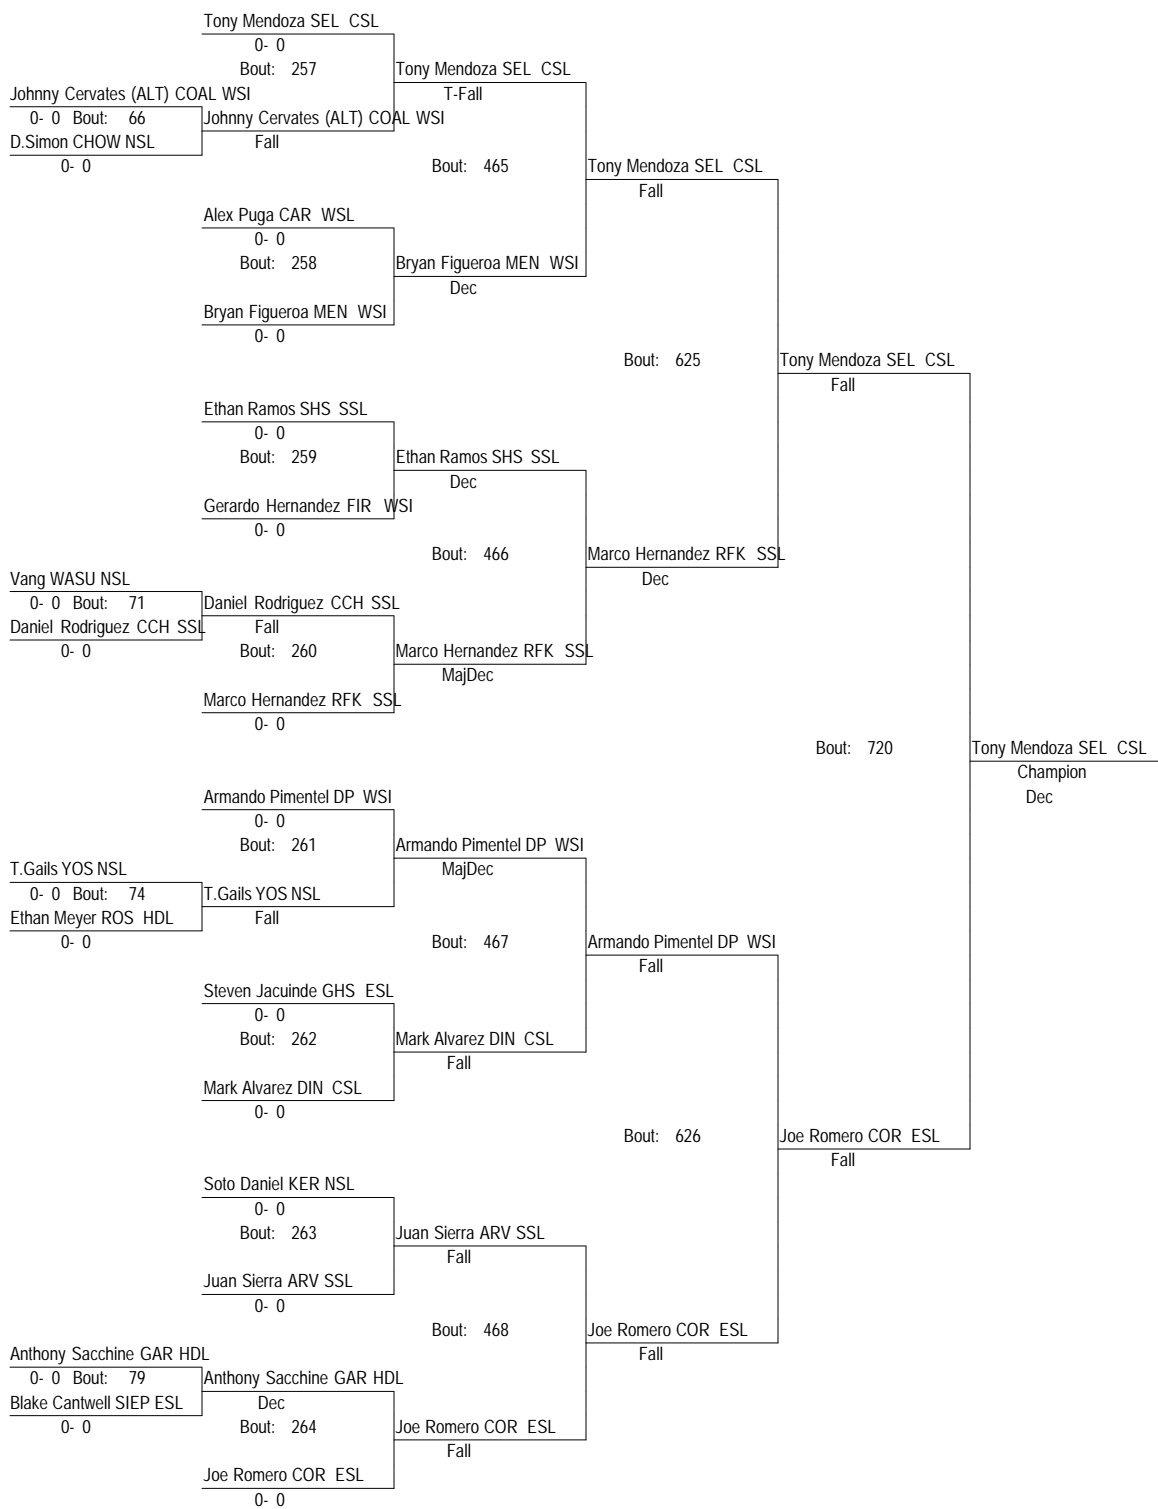 Tony Mendoza SEL CSL
0- 0
Bout: 257
Tony Mendoza SEL CSL
T-Fall
Johnny Cervates (ALT) COAL WSI
0- 0 Bout: 66
Johnny Cervates (ALT) COAL WSI
D.Simon CHOW NSL
Fall
0- 0
Bout: 465
Tony Mendoza SEL CSL
Fall
Alex Puga CAR WSL
0- 0
Bout: 258
Bryan Figueroa MEN WSI
Dec
Bryan Figueroa MEN WSI
0- 0
Bout: 625
Tony Mendoza SEL CSL
Fall
Ethan Ramos SHS SSL
0- 0
Bout: 259
Ethan Ramos SHS SSL
Dec
Gerardo Hernandez FIR WSI
0- 0
Bout: 466
Marco Hernandez RFK SSL
Dec
Vang WASU NSL
0- 0 Bout: 71
Daniel Rodriguez CCH SSL
Daniel Rodriguez CCH SSL
Fall
0- 0
Bout: 260
Marco Hernandez RFK SSL
MajDec
Marco Hernandez RFK SSL
0- 0
Bout: 720
Tony Mendoza SEL CSL
Champion
Dec
Armando Pimentel DP WSI
0- 0
Bout: 261
Armando Pimentel DP WSI
MajDec
T.Gails YOS NSL
0- 0 Bout: 74
T.Gails YOS NSL
Ethan Meyer ROS HDL
Fall
0- 0
Bout: 467
Armando Pimentel DP WSI
Fall
Steven Jacuinde GHS ESL
0- 0
Bout: 262
Mark Alvarez DIN CSL
Fall
Mark Alvarez DIN CSL
0- 0
Bout: 626
Joe Romero COR ESL
Fall
Soto Daniel KER NSL
0- 0
Bout: 263
Juan Sierra ARV SSL
Fall
Juan Sierra ARV SSL
0- 0
Bout: 468
Joe Romero COR ESL
Fall
Anthony Sacchine GAR HDL
0- 0 Bout: 79
Anthony Sacchine GAR HDL
Blake Cantwell SIEP ESL
Dec
0- 0
Bout: 264
Joe Romero COR ESL
Fall
Joe Romero COR ESL
0- 0